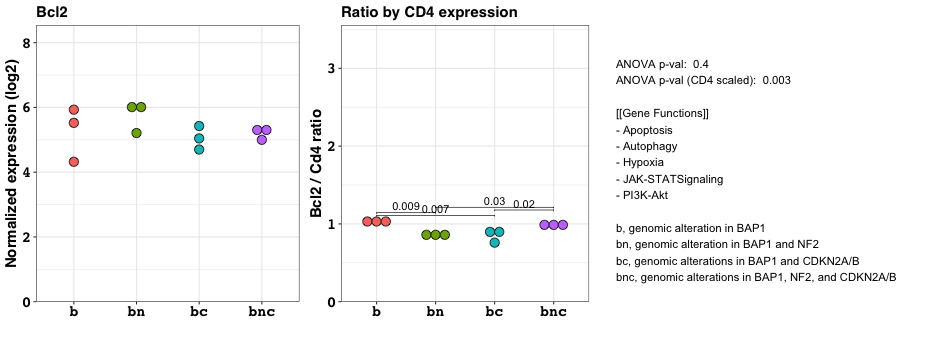 Bcl2
Normalized expression (log2)
8
6
4
2
0
b bn bc bnc
Ratio by CD4 expression
Bcl2 / Cd4 ratio
3
2
1
0
0.009
0.007
0.03
0.02
b bn bc bnc
ANOVA p-val: 0.4
ANOVA p-val (CD4 scaled): 0.003
[[Gene Functions]]
- Apoptosis
- Autophagy
- Hypoxia
- JAK-STATSignaling
- PI3K-Akt
b, genomic alteration in BAP1
bn, genomic alteration in BAP1 and NF2
bc, genomic alterations in BAP1 and CDKN2A/B
bnc, genomic alterations in BAP1, NF2, and CDKN2A/B